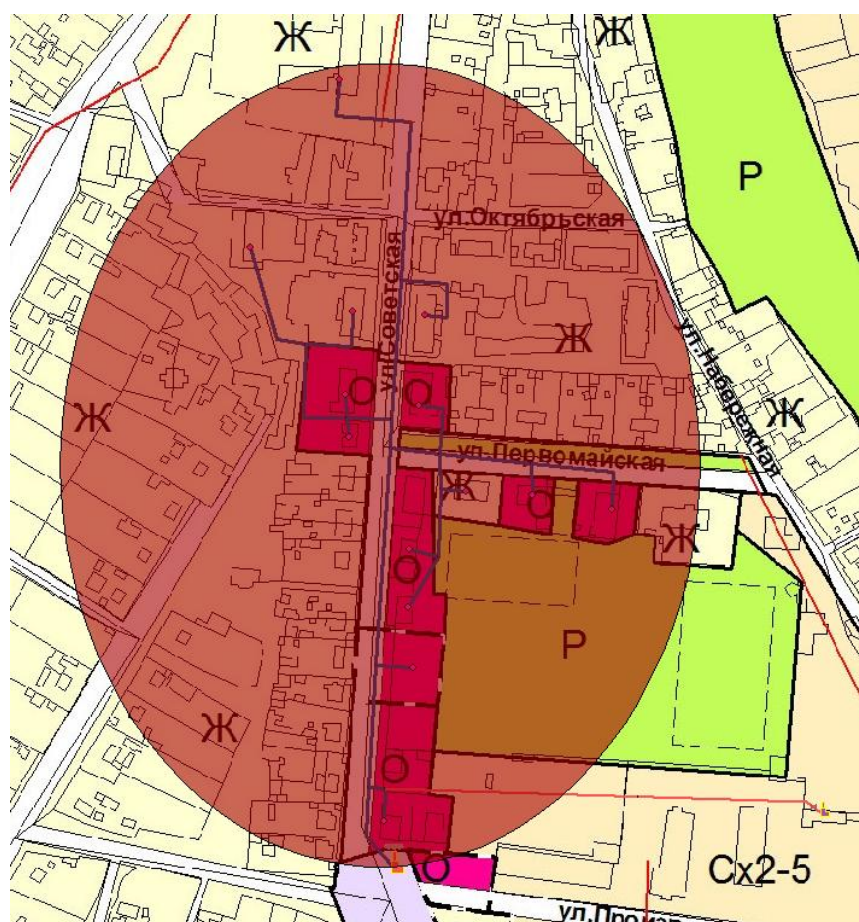 Ж
Ж
Р
ул.Октябрьская
ул.Советская
Ж
ул.Набережная
О
О
Ж
Ж
ул.Первомайская
Ж
О
Ж
О
Р
Ж
О
Сх2-5
О